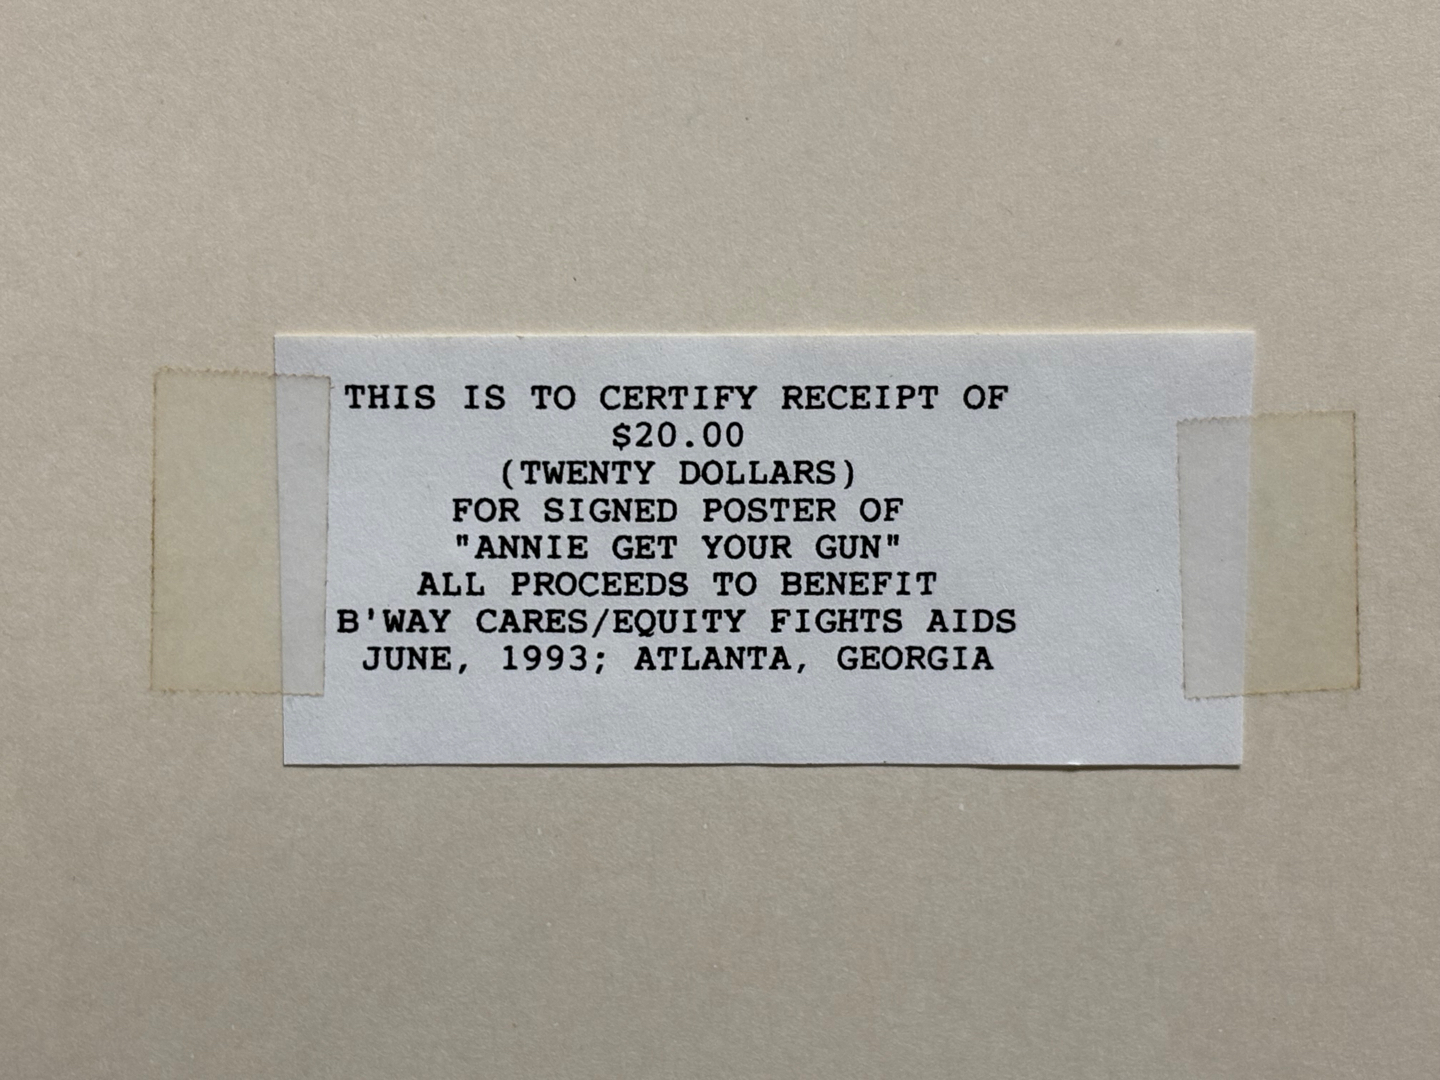 THIS IS TO CERTIFY RECEIPT OF
$20.00
(TWENTY DOLLARS)
FOR SIGNED POSTER OF
"ANNIE GET YOUR GUN"
ALL PROCEEDS TO BENEFIT
B'WAY CARES/EQUITY FIGHTS AIDS
JUNE, 1993; ATLANTA, GEORGIA